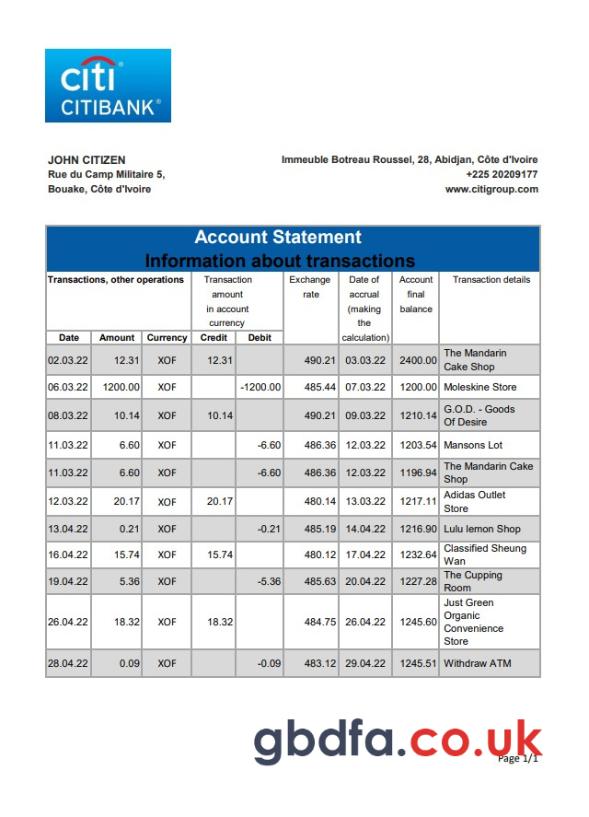 citi
CITIBANK®
JOHN CITIZEN
Rue du Camp Militaire 5,
Bouake, Côte d'Ivoire
Immeuble Botreau Roussel, 28, Abidjan, Côte d'Ivoire
+225 20209177
www.citigroup.com
Account Statement
Information about transactions
Transactions, other operations
Transaction
amount
in account
currency
Exchange
rate
Date of
accrual
(making
the
calculation)
Account
final
balance
Transaction details
Date Amount Currency Credit Debit
02.03.22 12.31 XOF 12.31 490.21 03.03.22 2400.00 The Mandarin
Cake Shop
06.03.22 1200.00 XOF -1200.00 485.44 07.03.22 1200.00 Moleskine Store
08.03.22 10.14 XOF 10.14 490.21 09.03.22 1210.14 G.O.D. - Goods
Of Desire
11.03.22 6.60 XOF -6.60 486.36 12.03.22 1203.54 Mansons Lot
11.03.22 6.60 XOF -6.60 486.36 12.03.22 1196.94 The Mandarin Cake
Shop
12.03.22 20.17 XOF 20.17 480.14 13.03.22 1217.11 Adidas Outlet
Store
13.04.22 0.21 XOF -0.21 485.19 14.04.22 1216.90 Lulu lemon Shop
16.04.22 15.74 XOF 15.74 480.12 17.04.22 1232.64 Classified Sheung
Wan
19.04.22 5.36 XOF -5.36 485.63 20.04.22 1227.28 The Cupping
Room
26.04.22 18.32 XOF 18.32 484.75 26.04.22 1245.60 Just Green
Organic
Convenience
Store
28.04.22 0.09 XOF -0.09 483.12 29.04.22 1245.51 Withdraw ATM
gbdfa.co.uk
Page 1/1